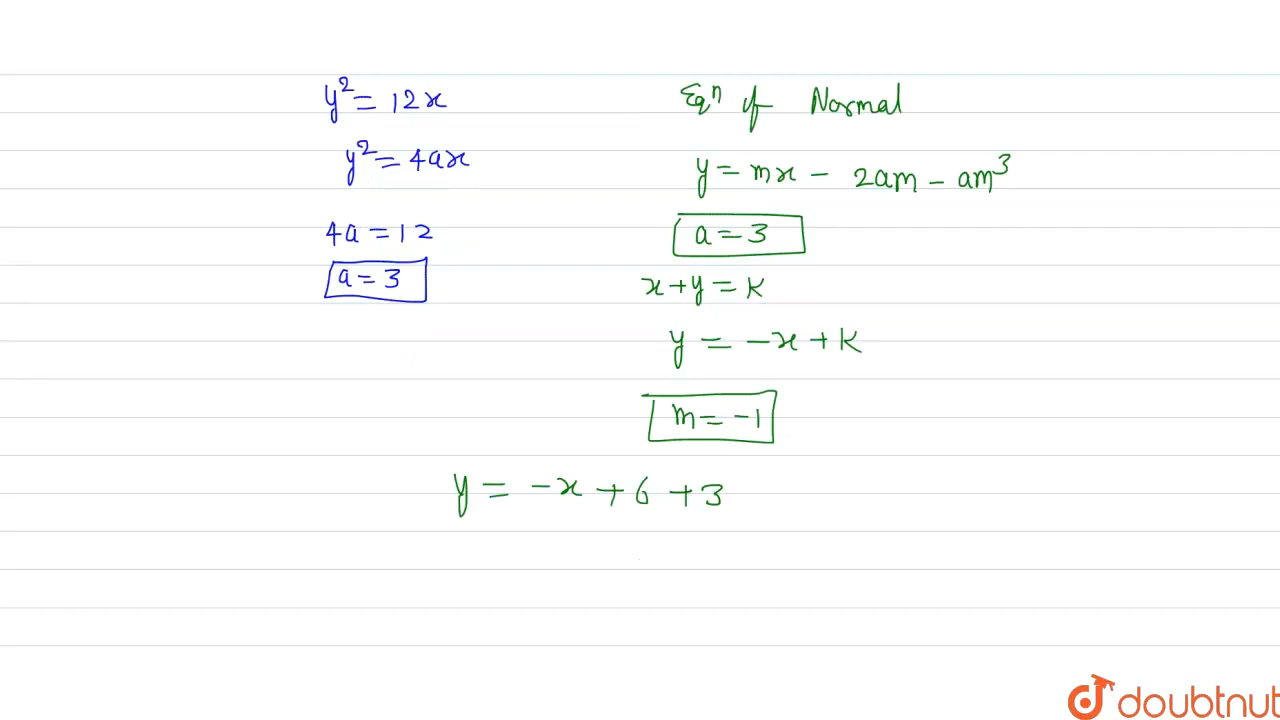 y² = 12x
y² = 4ax
4a = 12
a = 3
Eqⁿ of Normal
y = mx - 2am - am³
a = 3
x + y = k
y = -x + k
m = -1
y = -x + 6 + 3
doubtnut